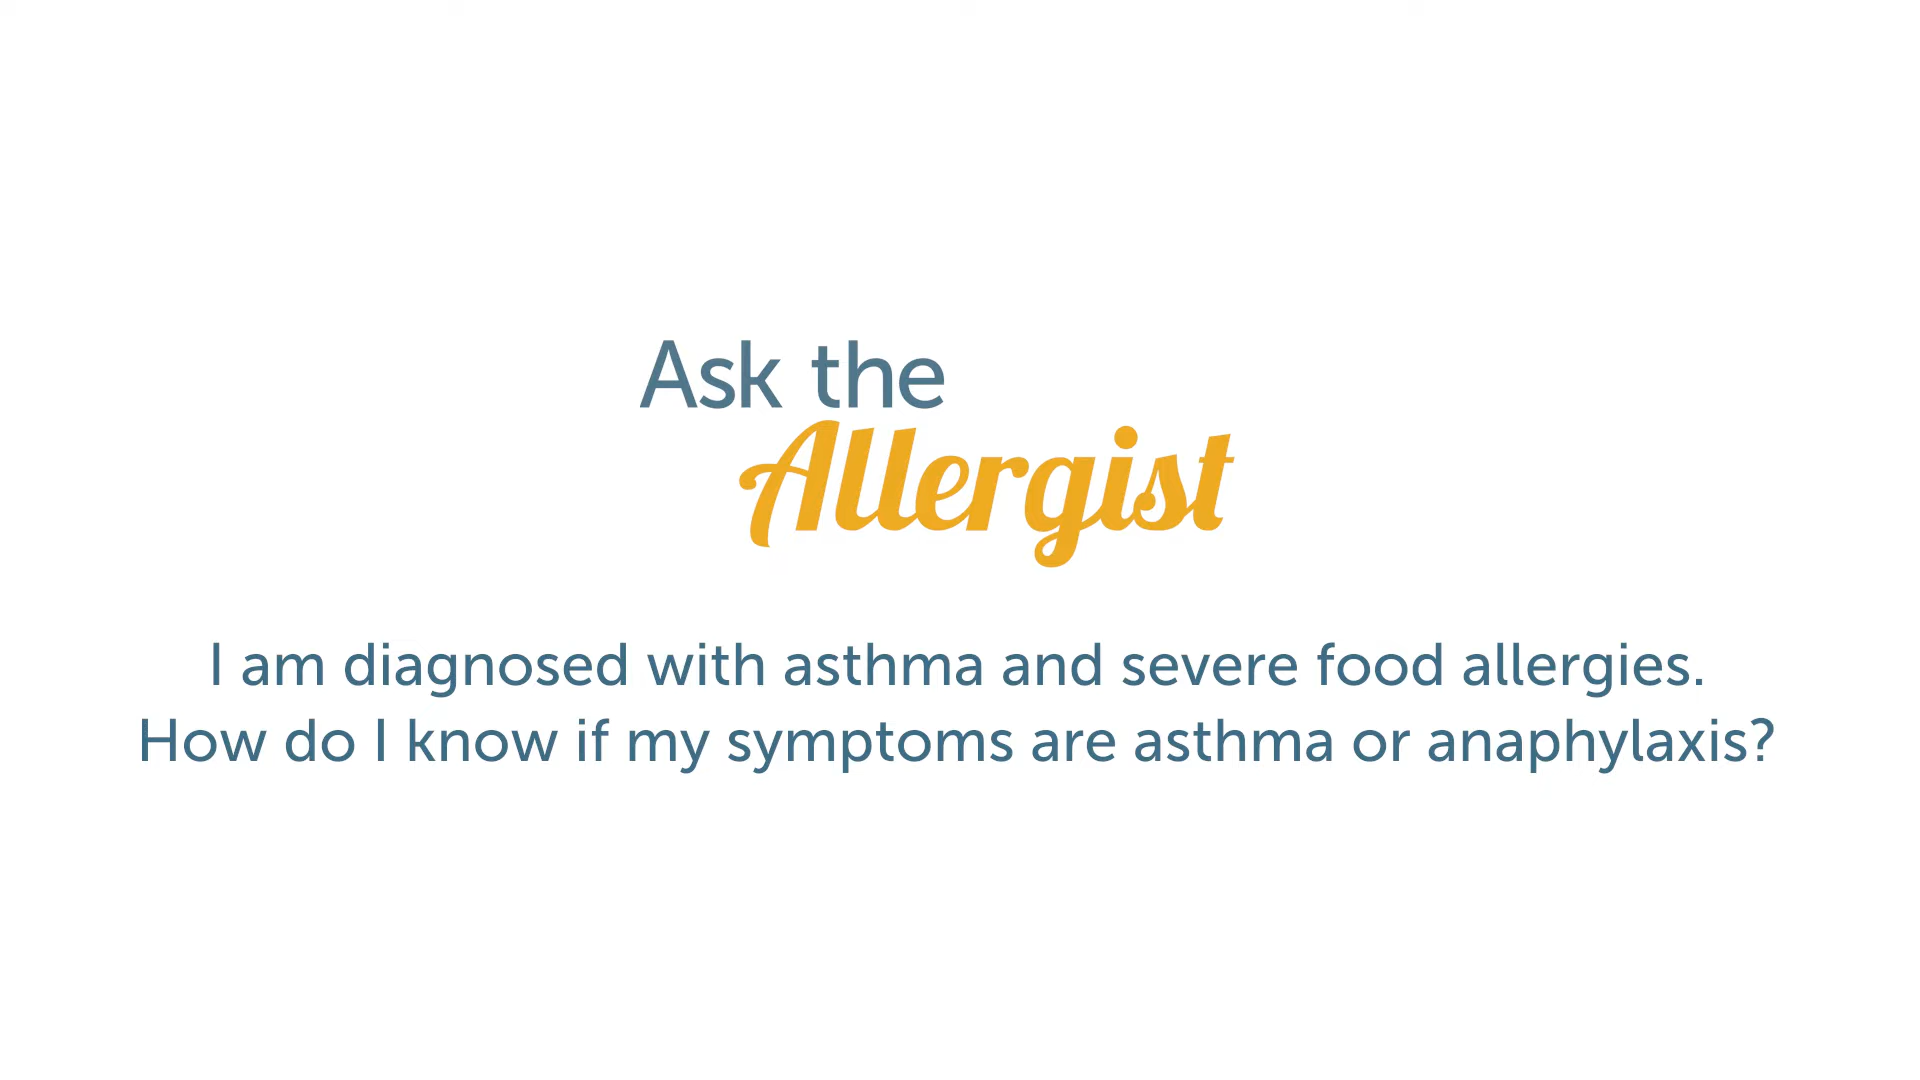 Ask the
Allergist
I am diagnosed with asthma and severe food allergies.
How do I know if my symptoms are asthma or anaphylaxis?